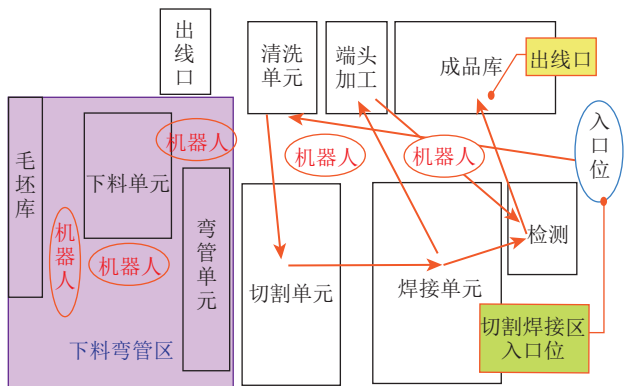 出
线
口
清洗
单元
端头
加工
成品库
出线口
毛
坯
库
下料单元
机器人
机器人
机器人
入
口
位
机
器
人
机器人
弯
管
单
元
下料弯管区
切割单元
焊接单元
检测
切割焊接区
入口位